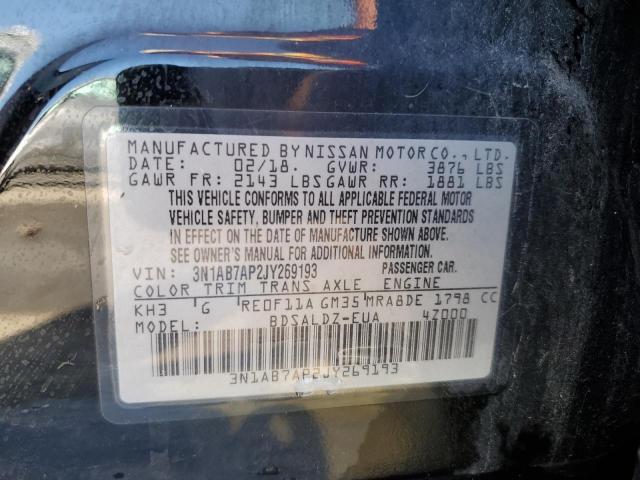 MANUFACTURED BY NISSAN MOTOR CO., LTD.
DATE: 02/18. GVWR: 3876 LBS
GAWR FR: 2143 LBS GAWR RR: 1881 LBS
THIS VEHICLE CONFORMS TO ALL APPLICABLE FEDERAL MOTOR
VEHICLE SAFETY, BUMPER AND THEFT PREVENTION STANDARDS
IN EFFECT ON THE DATE OF MANUFACTURE SHOWN ABOVE.
SEE OWNER'S MANUAL FOR ADDITIONAL INFORMATION.
VIN: 3N1AB7AP2JY269193 PASSENGER CAR.
COLOR TRIM TRANS AXLE ENGINE
KH3 G RE0F11A GM35 MRA8DE 1798 CC
MODEL: BDSALDZ-EUA 4Z000
3N1AB7AP2JY269193